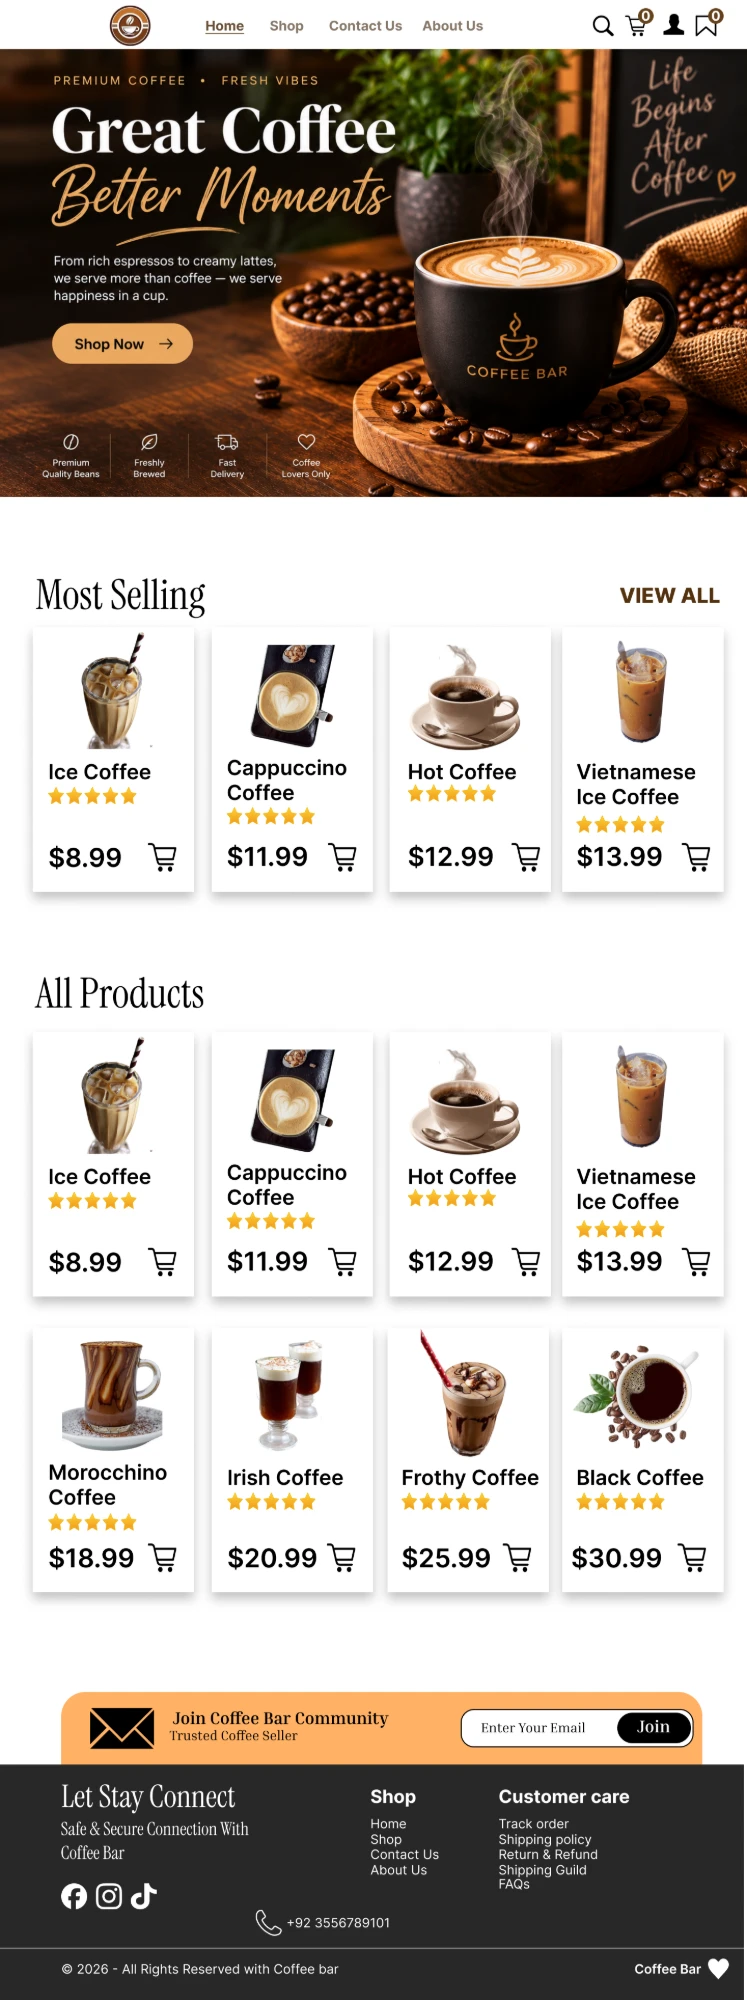 Home Shop Contact Us About Us
0 0
PREMIUM COFFEE • FRESH VIBES
Great Coffee
Better Moments
From rich espressos to creamy lattes,
we serve more than coffee — we serve
happiness in a cup.
Shop Now →
Premium
Quality Beans
Freshly
Brewed
Fast
Delivery
Coffee
Lovers Only
Life
Begins
After
Coffee
COFFEE BAR
Most Selling
VIEW ALL
Ice Coffee
$8.99
Cappuccino
Coffee
$11.99
Hot Coffee
$12.99
Vietnamese
Ice Coffee
$13.99
All Products
Ice Coffee
$8.99
Cappuccino
Coffee
$11.99
Hot Coffee
$12.99
Vietnamese
Ice Coffee
$13.99
Morocchino
Coffee
$18.99
Irish Coffee
$20.99
Frothy Coffee
$25.99
Black Coffee
$30.99
Join Coffee Bar Community
Trusted Coffee Seller
Enter Your Email
Join
Let Stay Connect
Safe & Secure Connection With
Coffee Bar
Shop
Home
Shop
Contact Us
About Us
Customer care
Track order
Shipping policy
Return & Refund
Shipping Guild
FAQs
+92 3556789101
© 2026 - All Rights Reserved with Coffee bar
Coffee Bar